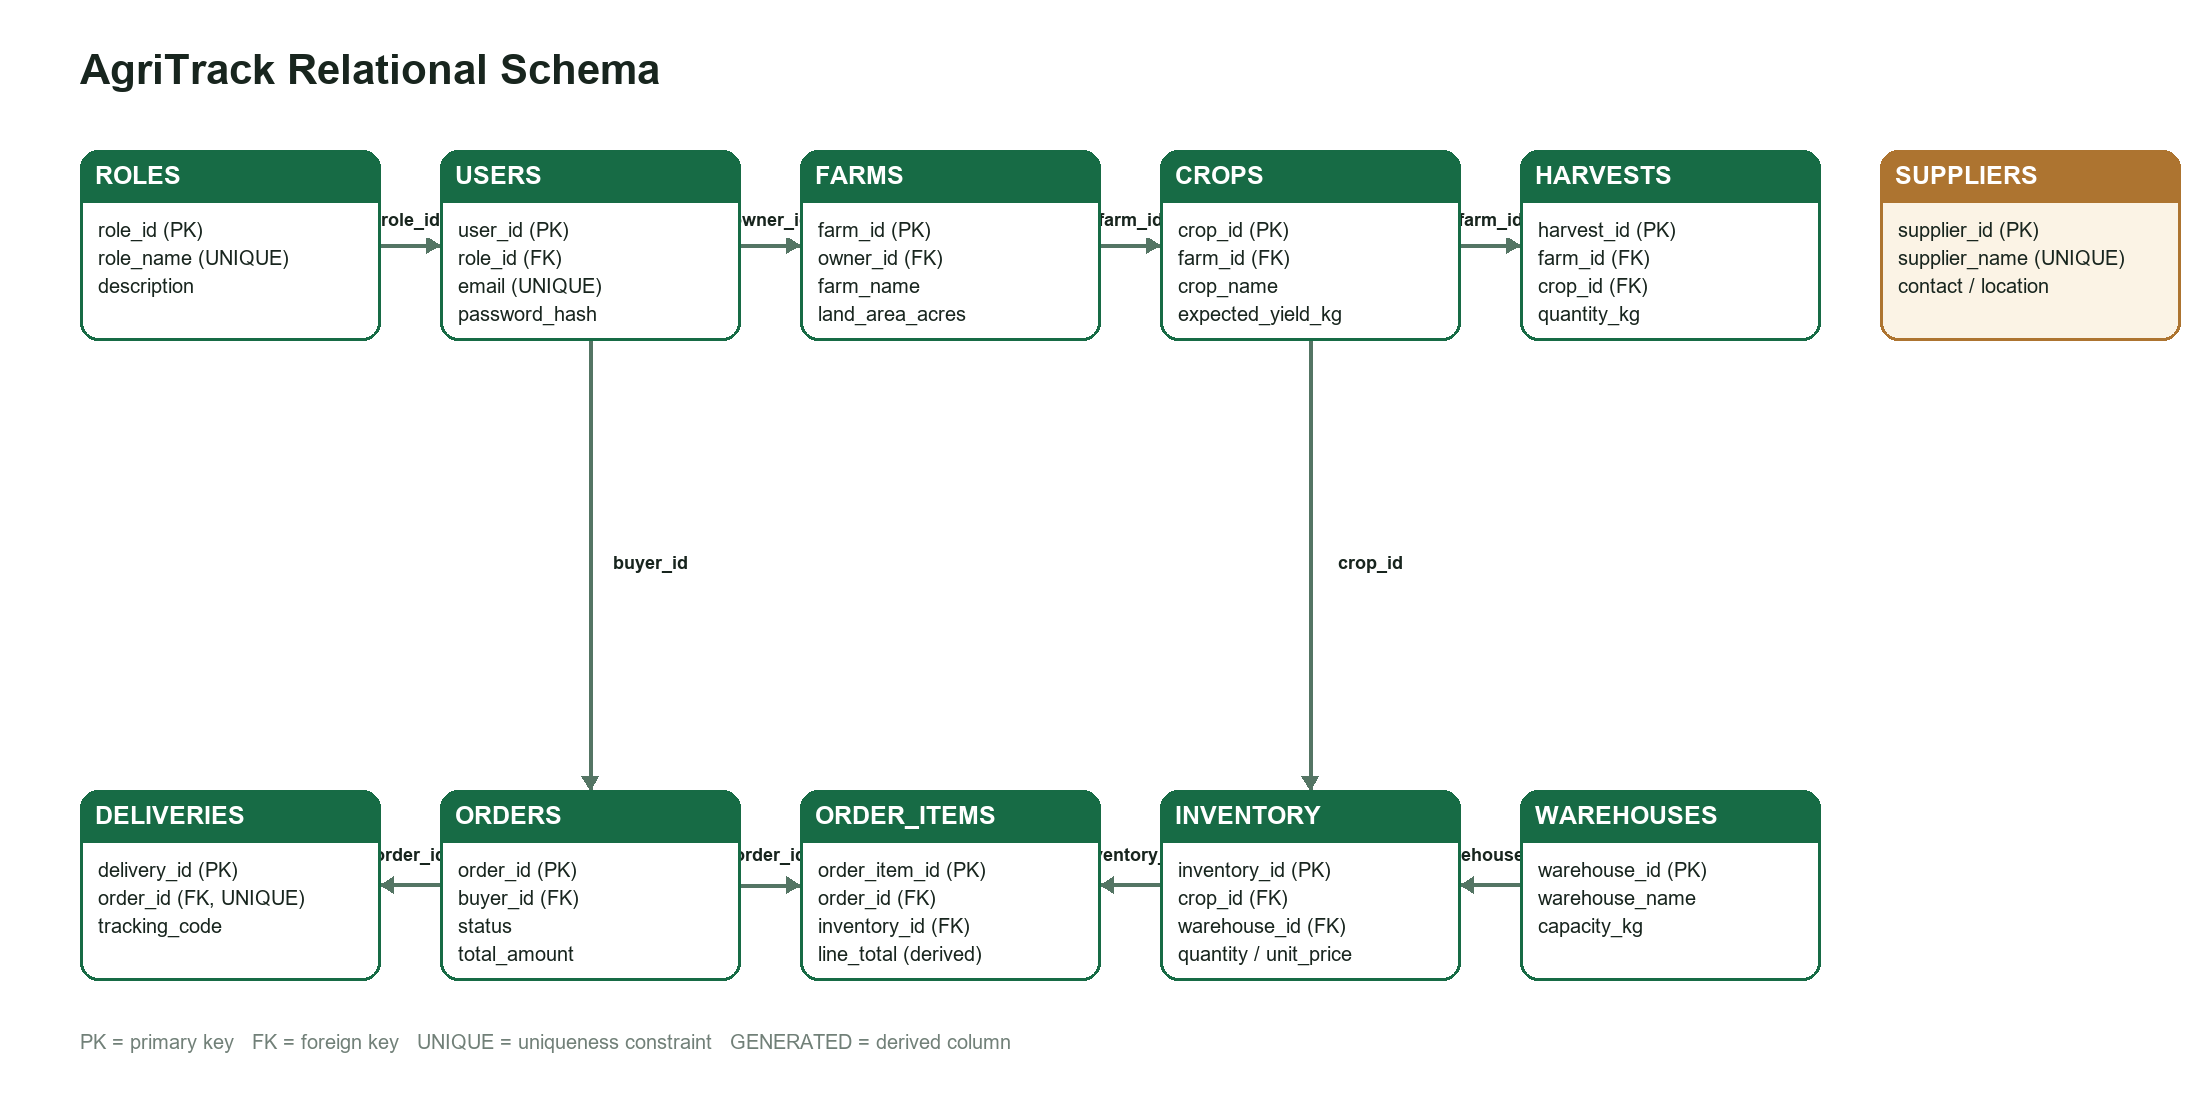 AgriTrack Relational Schema
ROLES
role_id (PK)
role_name (UNIQUE)
description
role_id
USERS
user_id (PK)
role_id (FK)
email (UNIQUE)
password_hash
wner_i
FARMS
farm_id (PK)
owner_id (FK)
farm_name
land_area_acres
farm_id
CROPS
crop_id (PK)
farm_id (FK)
crop_name
expected_yield_kg
farm_id
HARVESTS
harvest_id (PK)
farm_id (FK)
crop_id (FK)
quantity_kg
SUPPLIERS
supplier_id (PK)
supplier_name (UNIQUE)
contact / location
buyer_id
crop_id
DELIVERIES
delivery_id (PK)
order_id (FK, UNIQUE)
tracking_code
order_id
ORDERS
order_id (PK)
buyer_id (FK)
status
total_amount
order_id
ORDER_ITEMS
order_item_id (PK)
order_id (FK)
inventory_id (FK)
line_total (derived)
ventory_
INVENTORY
inventory_id (PK)
crop_id (FK)
warehouse_id (FK)
quantity / unit_price
ehouse
WAREHOUSES
warehouse_id (PK)
warehouse_name
capacity_kg
PK = primary key FK = foreign key UNIQUE = uniqueness constraint GENERATED = derived column